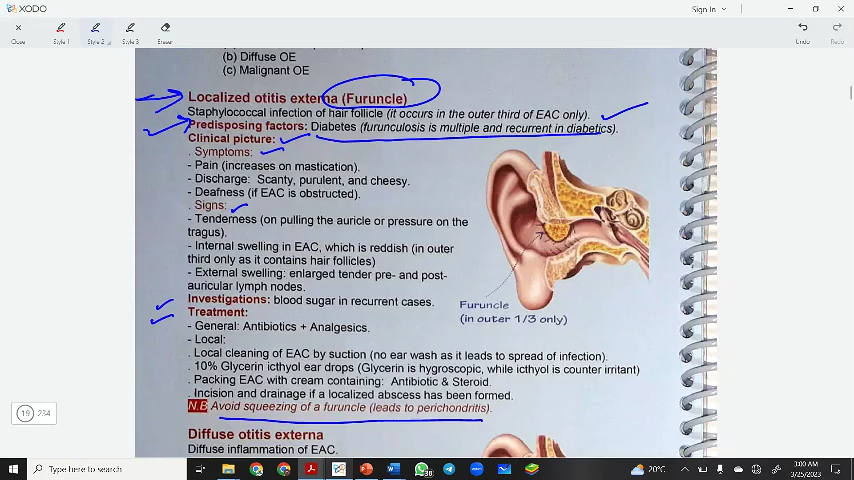 XODO
Sign In
Close
Style 1
Style 2
Style 3
Eraser
Undo
Redo
(b) Diffuse OE
(c) Malignant OE
Localized otitis externa (Furuncle)
Staphylococcal infection of hair follicle (it occurs in the outer third of EAC only).
Predisposing factors: Diabetes (furunculosis is multiple and recurrent in diabetics).
Clinical picture:
. Symptoms:
- Pain (increases on mastication).
- Discharge: Scanty, purulent, and cheesy.
- Deafness (if EAC is obstructed).
. Signs:
- Tenderness (on pulling the auricle or pressure on the
tragus).
- Internal swelling in EAC, which is reddish (in outer
third only as it contains hair follicles)
- External swelling: enlarged tender pre- and post-
auricular lymph nodes.
Furuncle
(in outer 1/3 only)
Investigations: blood sugar in recurrent cases.
Treatment:
- General: Antibiotics + Analgesics.
- Local:
. Local cleaning of EAC by suction (no ear wash as it leads to spread of infection).
. 10% Glycerin icthyol ear drops (Glycerin is hygroscopic, while icthyol is counter irritant)
. Packing EAC with cream containing: Antibiotic & Steroid.
. Incision and drainage if a localized abscess has been formed.
N.B Avoid squeezing of a furuncle (leads to perichondritis).
19 234
Diffuse otitis externa
Diffuse inflammation of EAC.
Type here to search
38
20°C
3:00 AM
3/25/2023